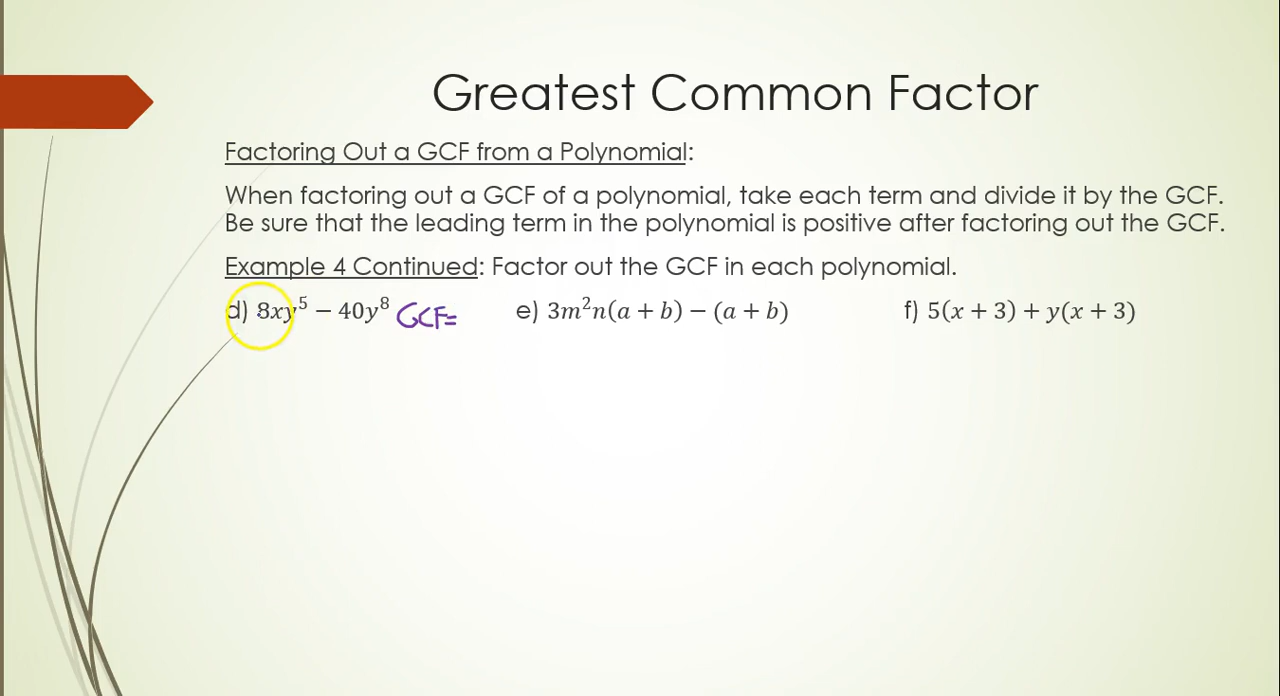 Greatest Common Factor
Factoring Out a GCF from a Polynomial:
When factoring out a GCF of a polynomial, take each term and divide it by the GCF.
Be sure that the leading term in the polynomial is positive after factoring out the GCF.
Example 4 Continued: Factor out the GCF in each polynomial.
d) 8xy⁵ − 40y⁸ GCF= e) 3m²n(a + b) − (a + b) f) 5(x + 3) + y(x + 3)